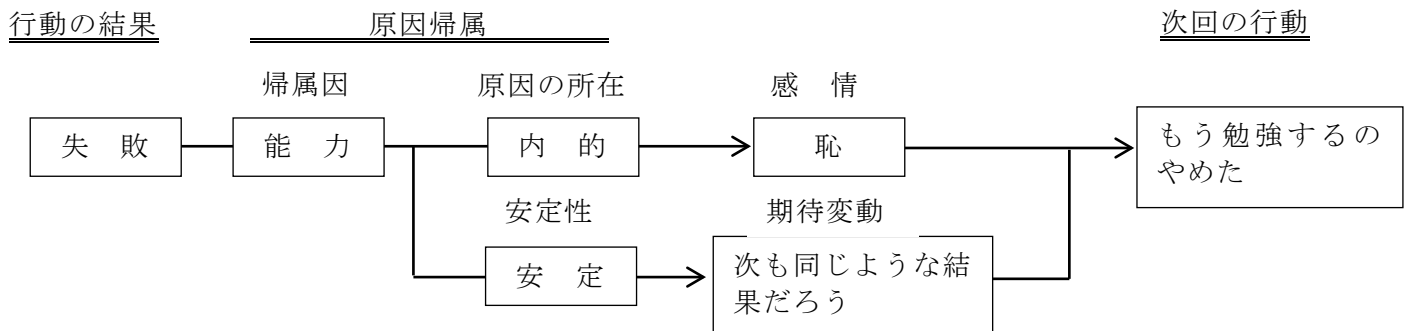 行動の結果
原因帰属
次回の行動
帰属因
原因の所在
感 情
失 敗
能 力
内 的
恥
もう勉強するの
やめた
安定性
期待変動
安 定
次も同じような結
果だろう